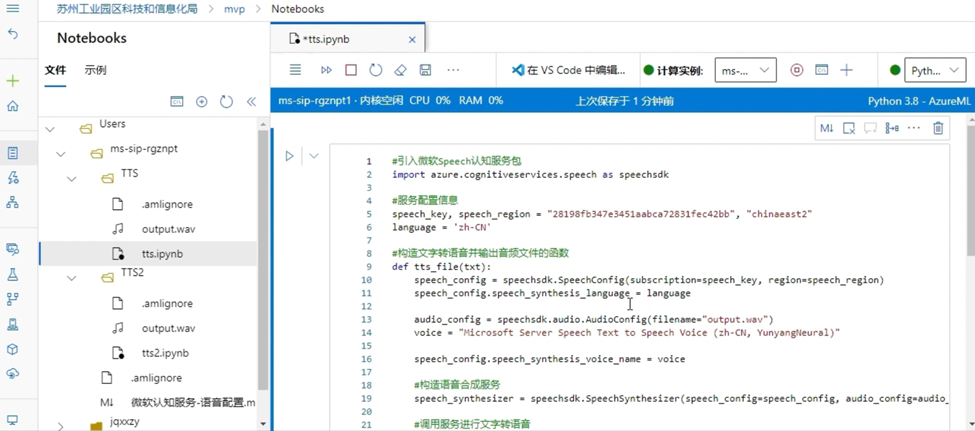 苏州工业园区科技和信息化局 > mvp > Notebooks
Notebooks
文件 示例
Users
ms-sip-rgznpt
TTS
.amlignore
output.wav
tts.ipynb
TTS2
.amlignore
output.wav
tts2.ipynb
.amlignore
M↓ 微软认知服务-语音配置.m
jqxxzy
*tts.ipynb ×
在 VS Code 中编辑... 计算实例: ms-... Pyth...
ms-sip-rgznpt1 · 内核空闲 CPU 0% RAM 0% 上次保存于 1 分钟前 Python 3.8 - AzureML
M↓
1 #引入微软Speech认知服务包
2 import azure.cognitiveservices.speech as speechsdk
3
4 #服务配置信息
5 speech_key, speech_region = "28198fb347e3451aabca72831fec42bb", "chinaeast2"
6 language = 'zh-CN'
7
8 #构造文字转语音并输出音频文件的函数
9 def tts_file(txt):
10 speech_config = speechsdk.SpeechConfig(subscription=speech_key, region=speech_region)
11 speech_config.speech_synthesis_language = language
12
13 audio_config = speechsdk.audio.AudioConfig(filename="output.wav")
14 voice = "Microsoft Server Speech Text to Speech Voice (zh-CN, YunyangNeural)"
15
16 speech_config.speech_synthesis_voice_name = voice
17
18 #构造语音合成服务
19 speech_synthesizer = speechsdk.SpeechSynthesizer(speech_config=speech_config, audio_config=audio_
20
21 #调用服务进行文字转语音